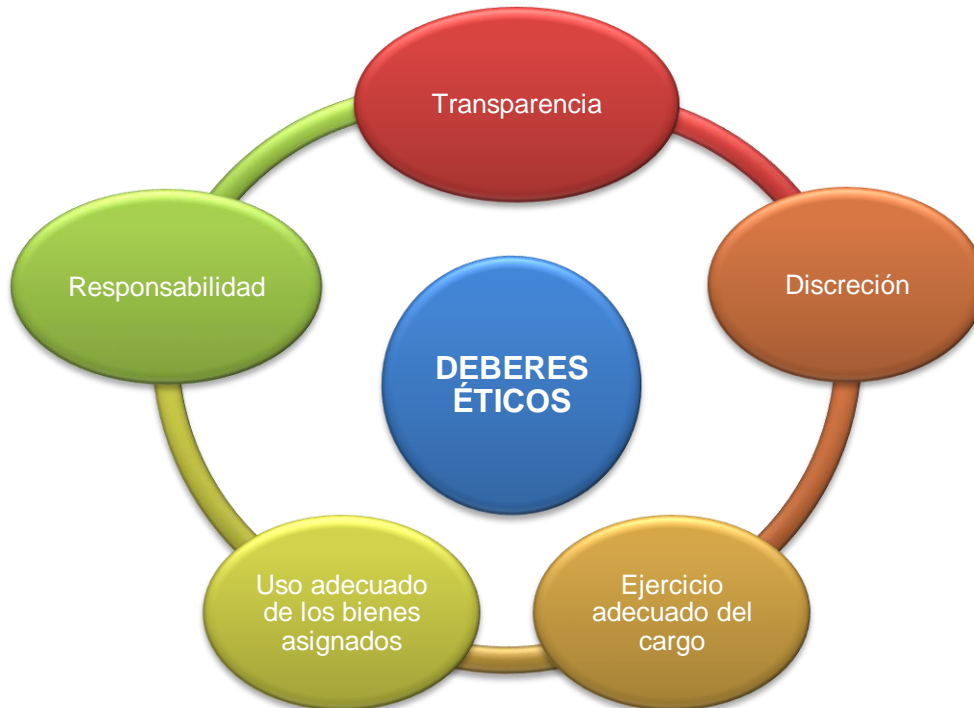 Transparencia
Discreción
Ejercicio
adecuado del
cargo
Uso adecuado
de los bienes
asignados
Responsabilidad
DEBERES
ÉTICOS